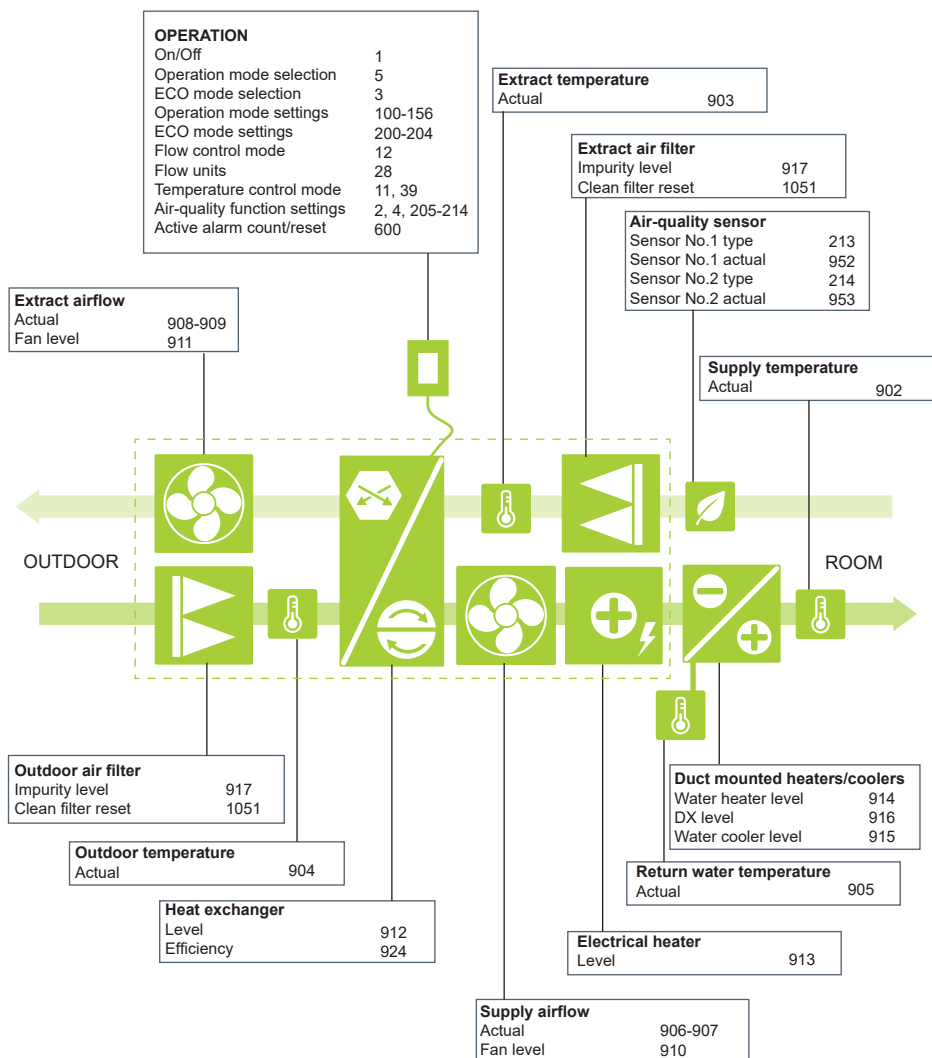 OPERATION
On/Off 1
Operation mode selection 5
ECO mode selection 3
Operation mode settings 100-156
ECO mode settings 200-204
Flow control mode 12
Flow units 28
Temperature control mode 11, 39
Air-quality function settings 2, 4, 205-214
Active alarm count/reset 600
Extract temperature
Actual 903
Extract air filter
Impurity level 917
Clean filter reset 1051
Air-quality sensor
Sensor No.1 type 213
Sensor No.1 actual 952
Sensor No.2 type 214
Sensor No.2 actual 953
Extract airflow
Actual 908-909
Fan level 911
Supply temperature
Actual 902
OUTDOOR
ROOM
Outdoor air filter
Impurity level 917
Clean filter reset 1051
Duct mounted heaters/coolers
Water heater level 914
DX level 916
Water cooler level 915
Outdoor temperature
Actual 904
Return water temperature
Actual 905
Heat exchanger
Level 912
Efficiency 924
Electrical heater
Level 913
Supply airflow
Actual 906-907
Fan level 910